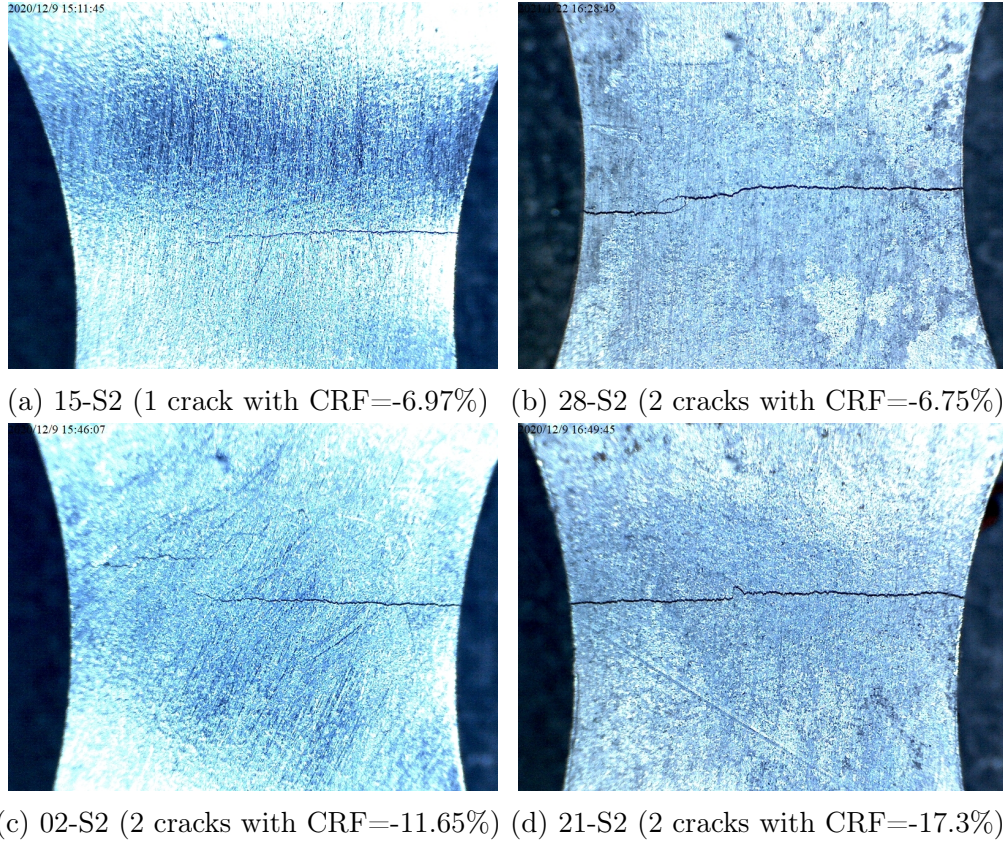 2020/12/9 15:11:45
22 16:28:49
(a) 15-S2 (1 crack with CRF=-6.97%)
(b) 28-S2 (2 cracks with CRF=-6.75%)
/12/9 15:46:07
2020/12/9 16:49:45
c) 02-S2 (2 cracks with CRF=-11.65%)
(d) 21-S2 (2 cracks with CRF=-17.3%)